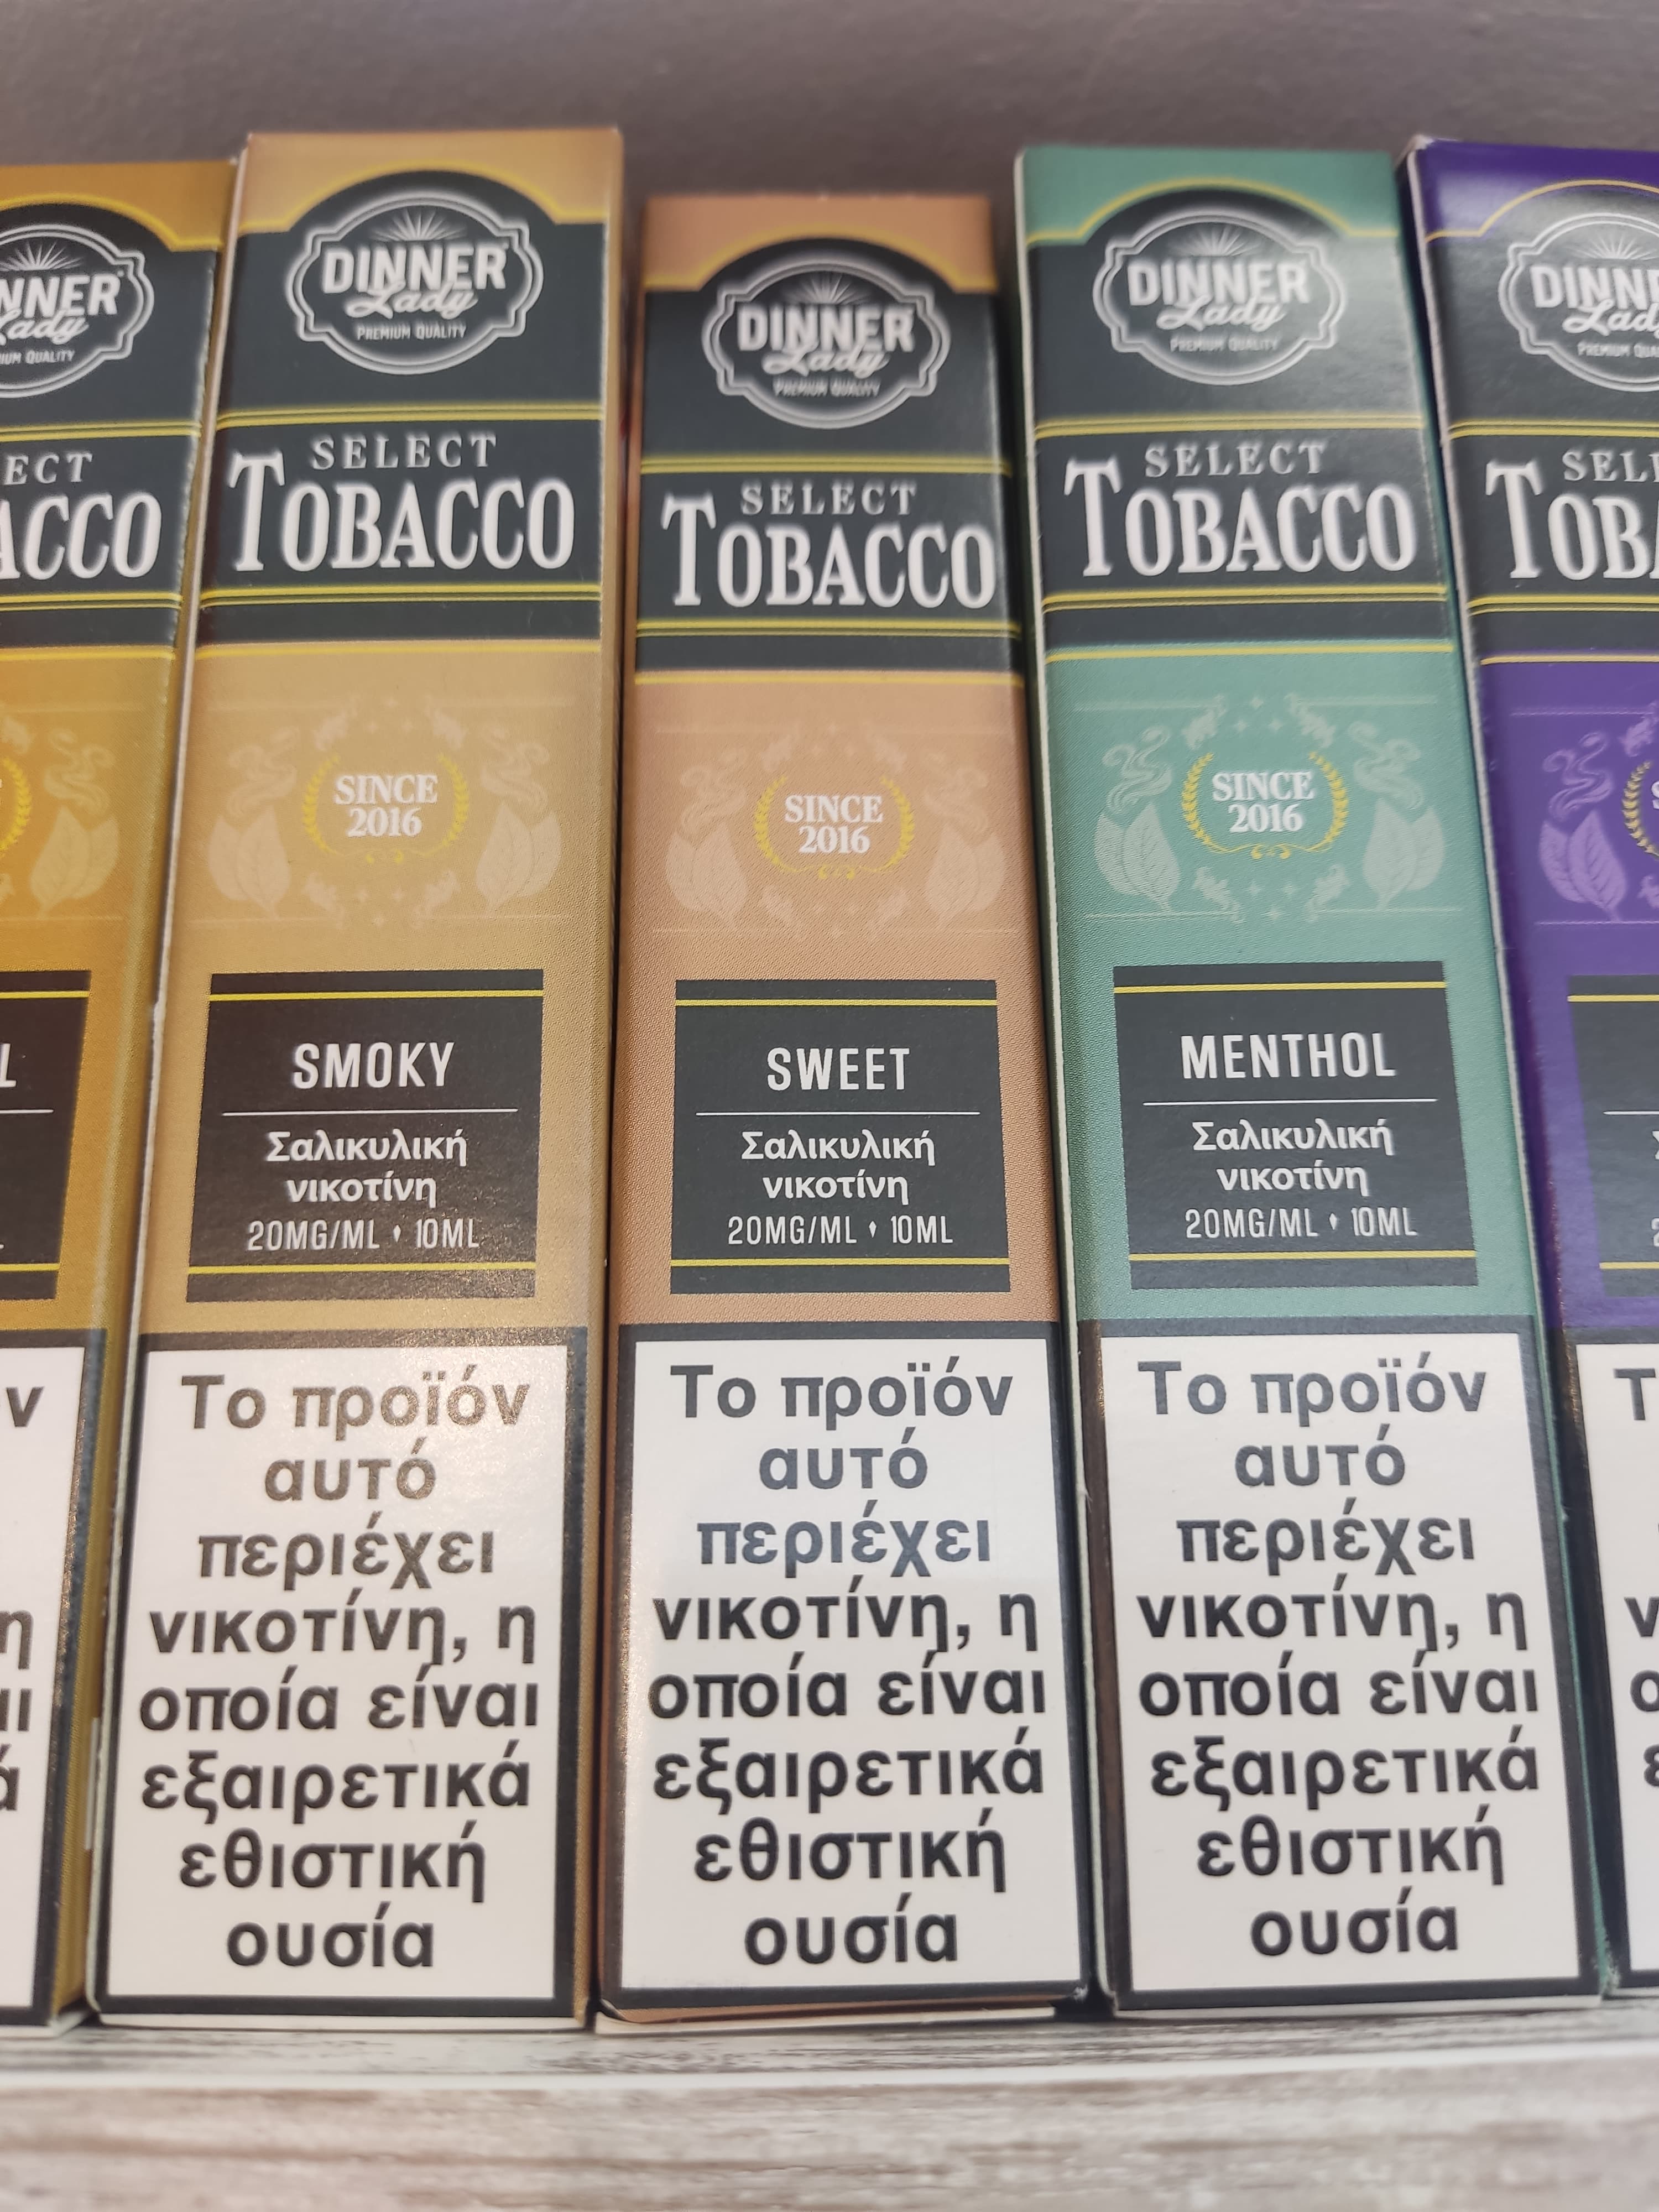 DINNER
Lady
PREMIUM QUALITY
SELECT
TOBACCO
SINCE
2016
SMOKY
Σαλικυλική
νικοτίνη
20MG/ML ♦ 10ML
Το προϊόν
αυτό
περιέχει
νικοτίνη, η
οποία είναι
εξαιρετικά
εθιστική
ουσία
DINNER
Lady
PREMIUM QUALITY
SELECT
TOBACCO
SINCE
2016
SWEET
Σαλικυλική
νικοτίνη
20MG/ML ♦ 10ML
Το προϊόν
αυτό
περιέχει
νικοτίνη, η
οποία είναι
εξαιρετικά
εθιστική
ουσία
DINNER
Lady
PREMIUM QUALITY
SELECT
TOBACCO
SINCE
2016
MENTHOL
Σαλικυλική
νικοτίνη
20MG/ML ♦ 10ML
Το προϊόν
αυτό
περιέχει
νικοτίνη, η
οποία είναι
εξαιρετικά
εθιστική
ουσία